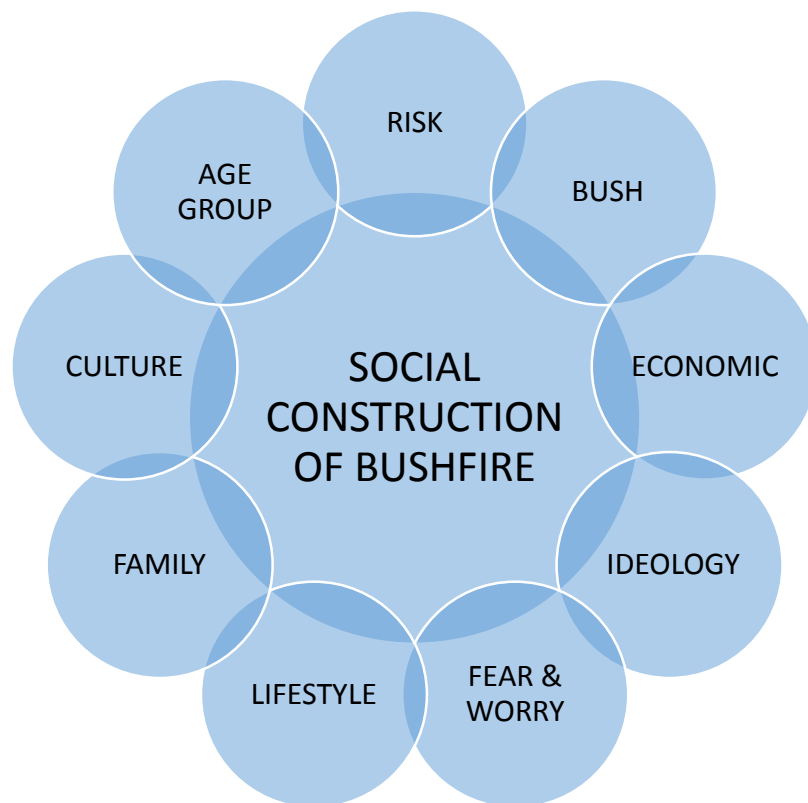 RISK
BUSH
ECONOMIC
IDEOLOGY
FEAR &
WORRY
LIFESTYLE
FAMILY
CULTURE
AGE
GROUP
SOCIAL
CONSTRUCTION
OF BUSHFIRE